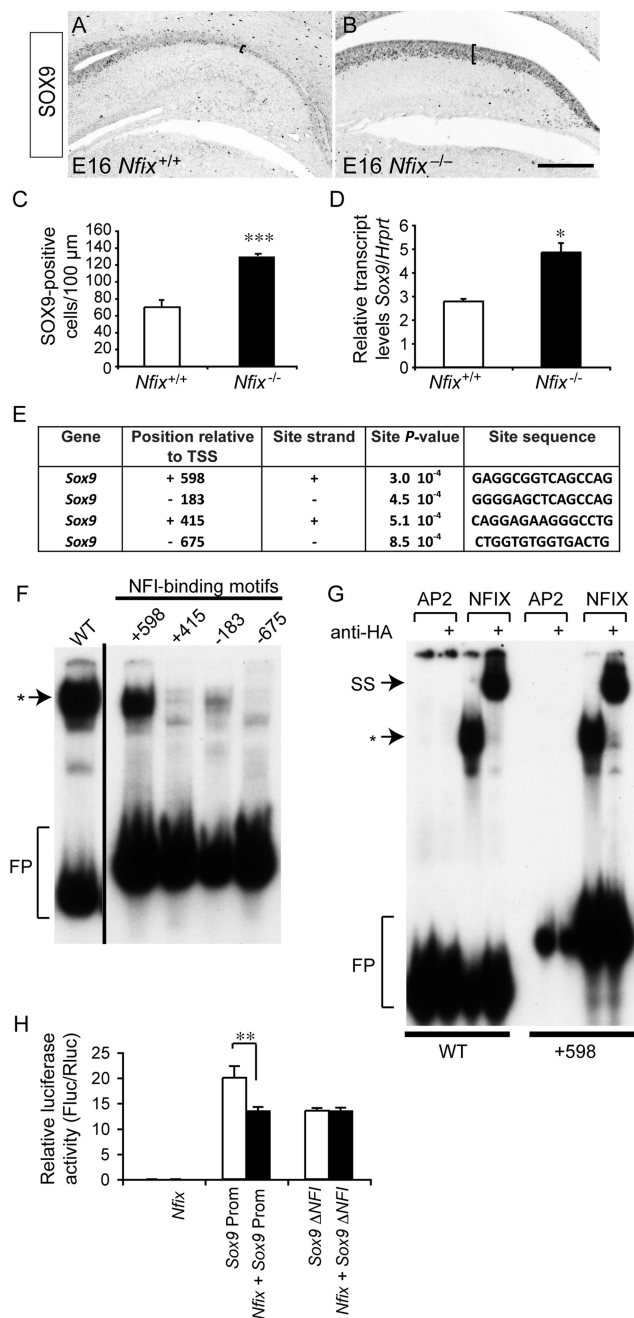 A
B
SOX9
E16 Nfix+/+
E16 Nfix−/−
C
SOX9-positive
cells/100 µm
160
140
120
100
80
60
40
20
0
***
Nfix+/+
Nfix-/-
D
Relative transcript
levels Sox9/Hrprt
6
5
4
3
2
1
0
*
Nfix+/+
Nfix-/-
E
Gene Position relative to TSS Site strand Site P-value Site sequence
Sox9 + 598 + 3.0 10-4 GAGGCGGTCAGCCAG
Sox9 - 183 - 4.5 10-4 GGGGAGCTCAGCCAG
Sox9 + 415 + 5.1 10-4 CAGGAGAAGGGCCTG
Sox9 - 675 - 8.5 10-4 CTGGTGTGGTGACTG
F
NFI-binding motifs
WT +598 +415 -183 -675
*
FP
G
AP2 NFIX AP2 NFIX
anti-HA + + + +
SS
*
FP
WT +598
H
Relative luciferase
activity (Fluc/Rluc)
25
20
15
10
5
0
**
Nfix
Sox9 Prom
Nfix + Sox9 Prom
Sox9 ΔNFI
Nfix + Sox9 ΔNFI